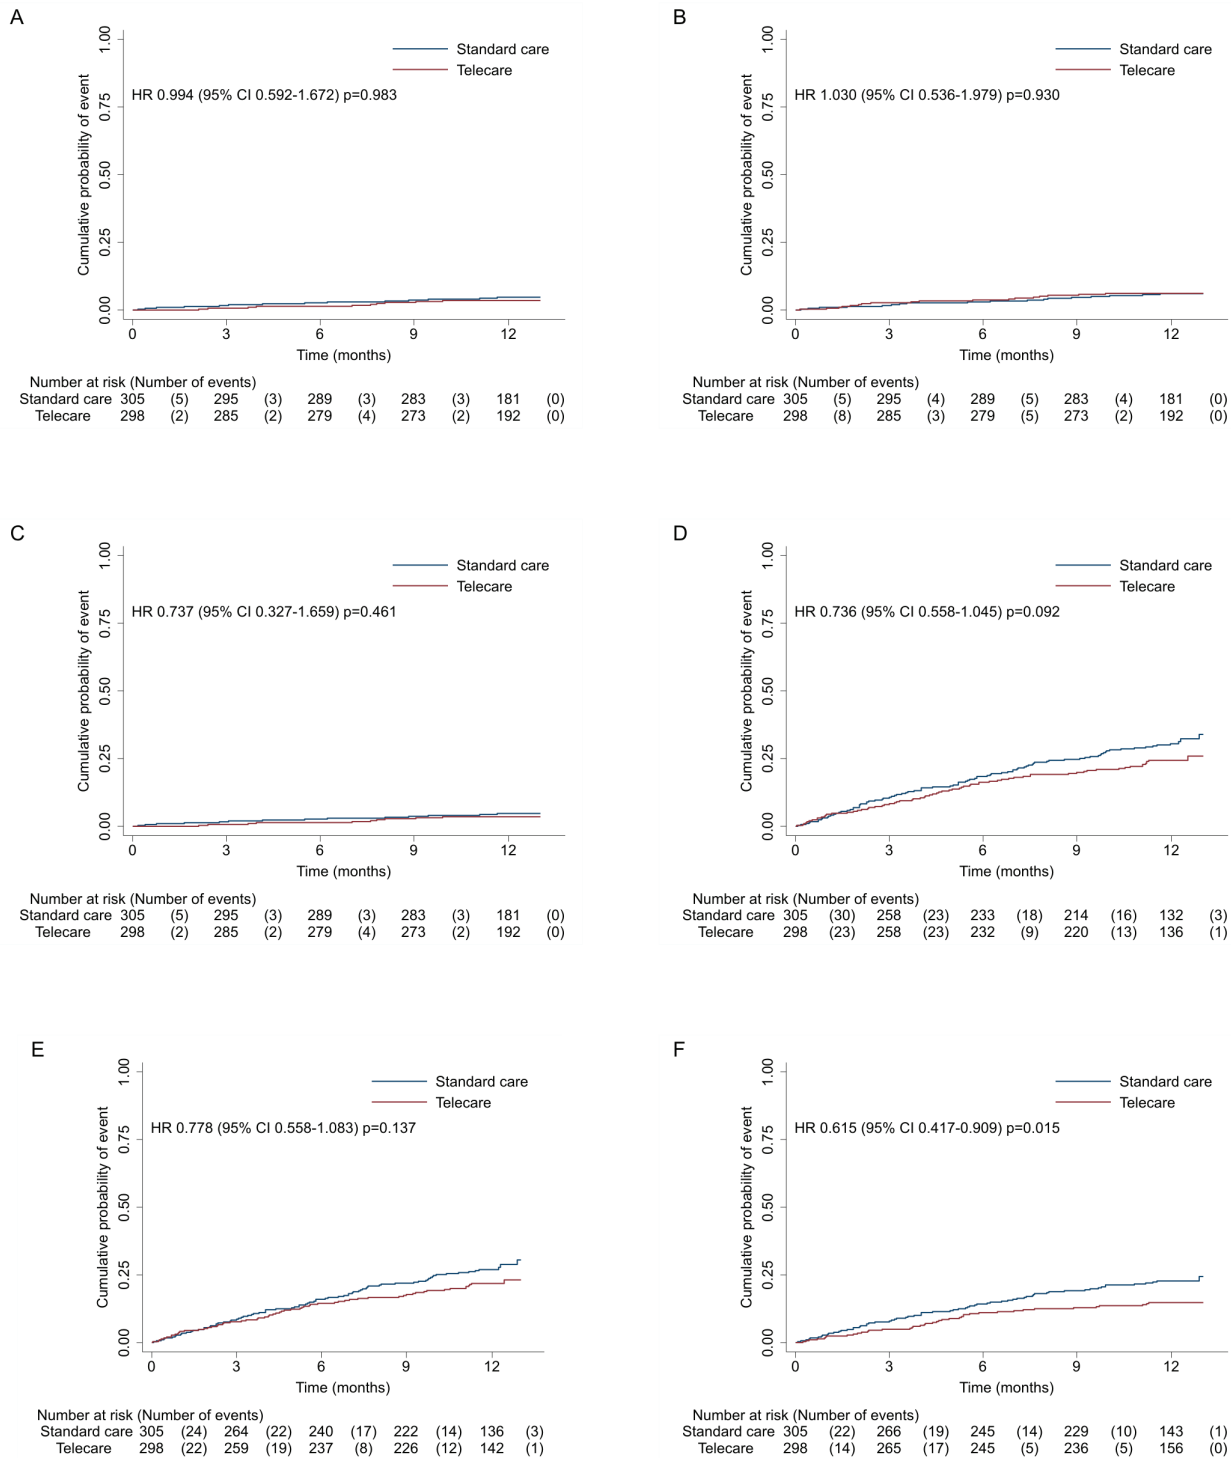 A
1.00
0.75
0.50
0.25
0.00
Cumulative probability of event
Standard care
Telecare
HR 0.994 (95% CI 0.592-1.672) p=0.983
0 3 6 9 12
Time (months)
Number at risk (Number of events)
Standard care 305 (5) 295 (3) 289 (3) 283 (3) 181 (0)
Telecare 298 (2) 285 (2) 279 (4) 273 (2) 192 (0)
B
1.00
0.75
0.50
0.25
0.00
Cumulative probability of event
Standard care
Telecare
HR 1.030 (95% CI 0.536-1.979) p=0.930
0 3 6 9 12
Time (months)
Number at risk (Number of events)
Standard care 305 (5) 295 (4) 289 (5) 283 (4) 181 (0)
Telecare 298 (8) 285 (3) 279 (5) 273 (2) 192 (0)
C
1.00
0.75
0.50
0.25
0.00
Cumulative probability of event
Standard care
Telecare
HR 0.737 (95% CI 0.327-1.659) p=0.461
0 3 6 9 12
Time (months)
Number at risk (Number of events)
Standard care 305 (5) 295 (3) 289 (3) 283 (3) 181 (0)
Telecare 298 (2) 285 (2) 279 (4) 273 (2) 192 (0)
D
1.00
0.75
0.50
0.25
0.00
Cumulative probability of event
Standard care
Telecare
HR 0.736 (95% CI 0.558-1.045) p=0.092
0 3 6 9 12
Time (months)
Number at risk (Number of events)
Standard care 305 (30) 258 (23) 233 (18) 214 (16) 132 (3)
Telecare 298 (23) 258 (23) 232 (9) 220 (13) 136 (1)
E
1.00
0.75
0.50
0.25
0.00
Cumulative probability of event
Standard care
Telecare
HR 0.778 (95% CI 0.558-1.083) p=0.137
0 3 6 9 12
Time (months)
Number at risk (Number of events)
Standard care 305 (24) 264 (22) 240 (17) 222 (14) 136 (3)
Telecare 298 (22) 259 (19) 237 (8) 226 (12) 142 (1)
F
1.00
0.75
0.50
0.25
0.00
Cumulative probability of event
Standard care
Telecare
HR 0.615 (95% CI 0.417-0.909) p=0.015
0 3 6 9 12
Time (months)
Number at risk (Number of events)
Standard care 305 (22) 266 (19) 245 (14) 229 (10) 143 (1)
Telecare 298 (14) 265 (17) 245 (5) 236 (5) 156 (0)